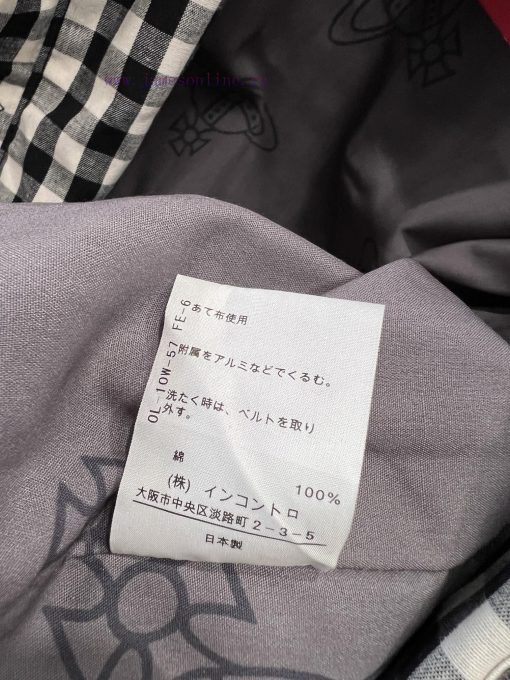 あて布使用
附属をアルミなどでくるむ。
洗たく時は、ベルトを取り
外す。
綿 100%
(株) インコントロ
大阪市中央区淡路町2-3-5
日本製
OL-10W-57 FE-6